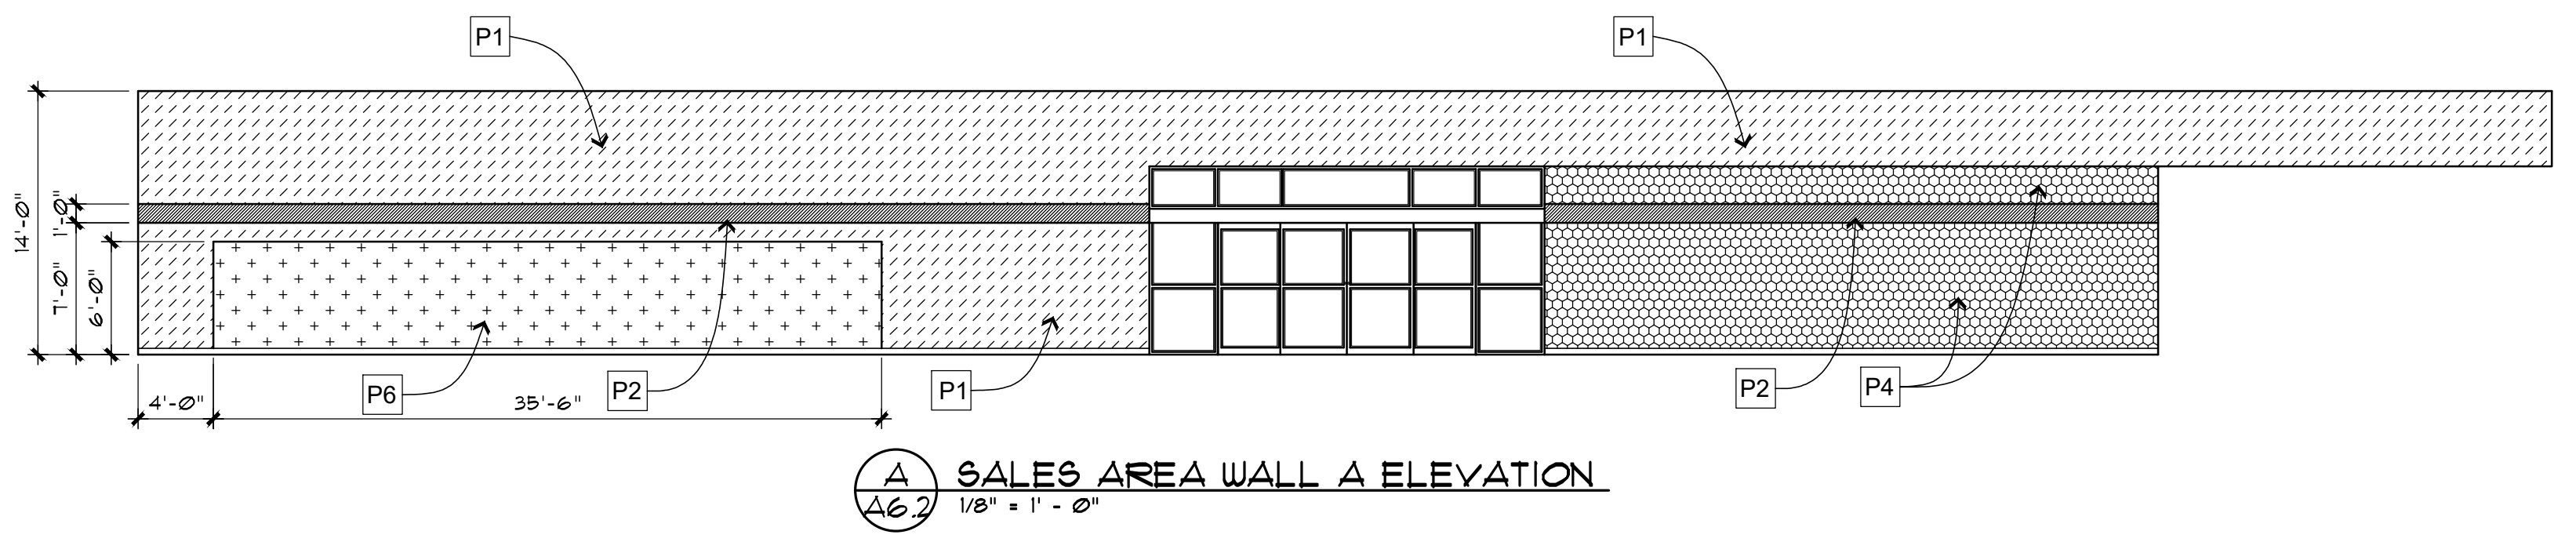 P1
P1
14'-0"
1'-0"
7'-0"
6'-0"
4'-0"
35'-6"
P6
P2
P1
P2
P4
A
A6.2
SALES AREA WALL A ELEVATION
1/8" = 1' - 0"